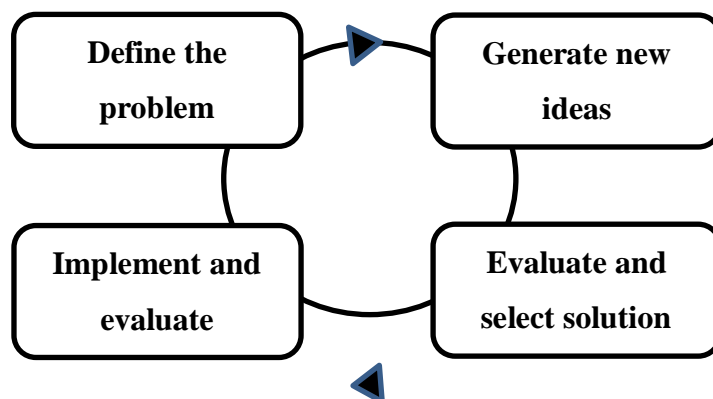 Define the
problem
Generate new
ideas
Implement and
evaluate
Evaluate and
select solution